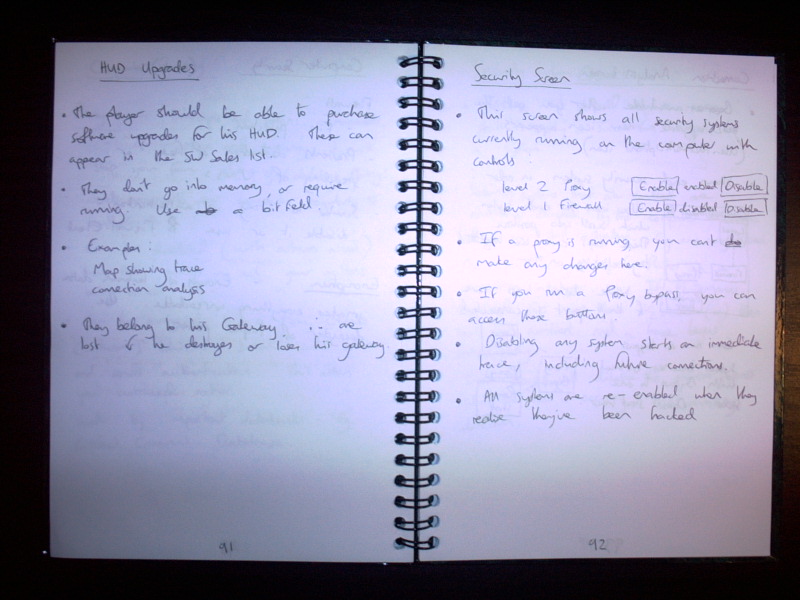 HUD Upgrades
• The player should be able to purchase
software upgrades for his HUD. These can
appear in the SW Sales list.
• They don't go into memory, or require
running. Use a bitfield.
• Examples:
Map showing trace
connection analysis
• They belong to his Gateway. ∴ are
lost if he destroyes or loses his gateway.
91
Security Screen
• This screen shows all security systems
currently running on the computer with
controls.
level 2 Proxy Enable enabled Disable
level 1 Firewall Enable disabled Disable
• If a proxy is running you can't
make any changes here.
• If you run a Proxy bypass, you can
access those buttons.
• Disabling any system starts an immediate
trace, including future connections.
• All systems are re-enabled when they
realise they've been hacked
92